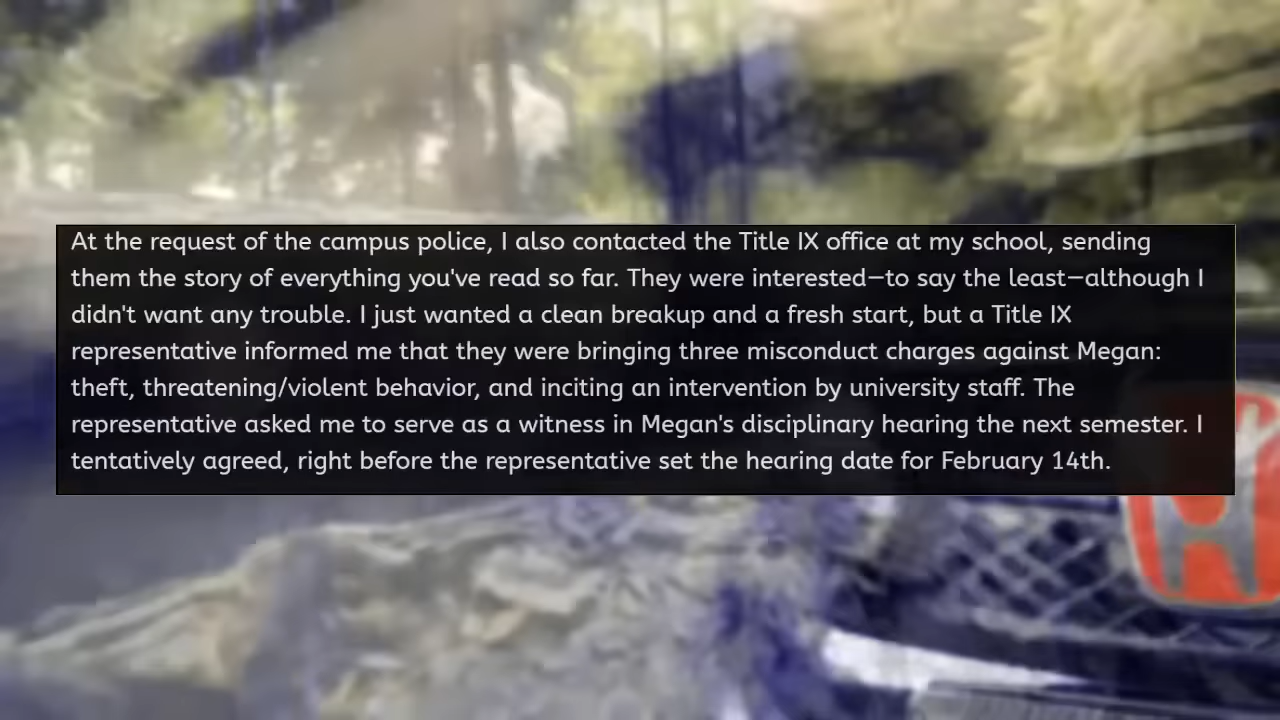 At the request of the campus police, I also contacted the Title IX office at my school, sending
them the story of everything you've read so far. They were interested—to say the least—although I
didn't want any trouble. I just wanted a clean breakup and a fresh start, but a Title IX
representative informed me that they were bringing three misconduct charges against Megan:
theft, threatening/violent behavior, and inciting an intervention by university staff. The
representative asked me to serve as a witness in Megan's disciplinary hearing the next semester. I
tentatively agreed, right before the representative set the hearing date for February 14th.